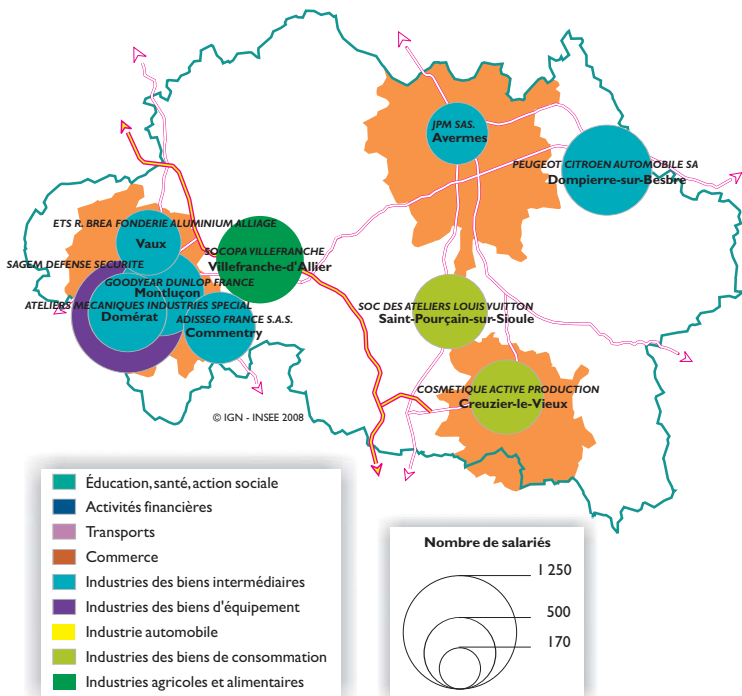 JPM SAS.
Avermes
PEUGEOT CITROEN AUTOMOBILE SA
Dompierre-sur-Besbre
ETS R. BREA FONDERIE ALUMINIUM ALLIAGE
Vaux
SOCOPA VILLEFRANCHE
Villefranche-d'Allier
SAGEM DEFENSE SECURITE
GOODYEAR DUNLOP FRANCE
Montluçon
ATELIERS MECANIQUES INDUSTRIES SPECIAL
Domérat
ADISSEO FRANCE S.A.S.
Commentry
SOC DES ATELIERS LOUIS VUITTON
Saint-Pourçain-sur-Sioule
COSMETIQUE ACTIVE PRODUCTION
Creuzier-le-Vieux
© IGN - INSEE 2008
Éducation, santé, action sociale
Activités financières
Transports
Commerce
Industries des biens intermédiaires
Industries des biens d'équipement
Industrie automobile
Industries des biens de consommation
Industries agricoles et alimentaires
Nombre de salariés
1 250
500
170